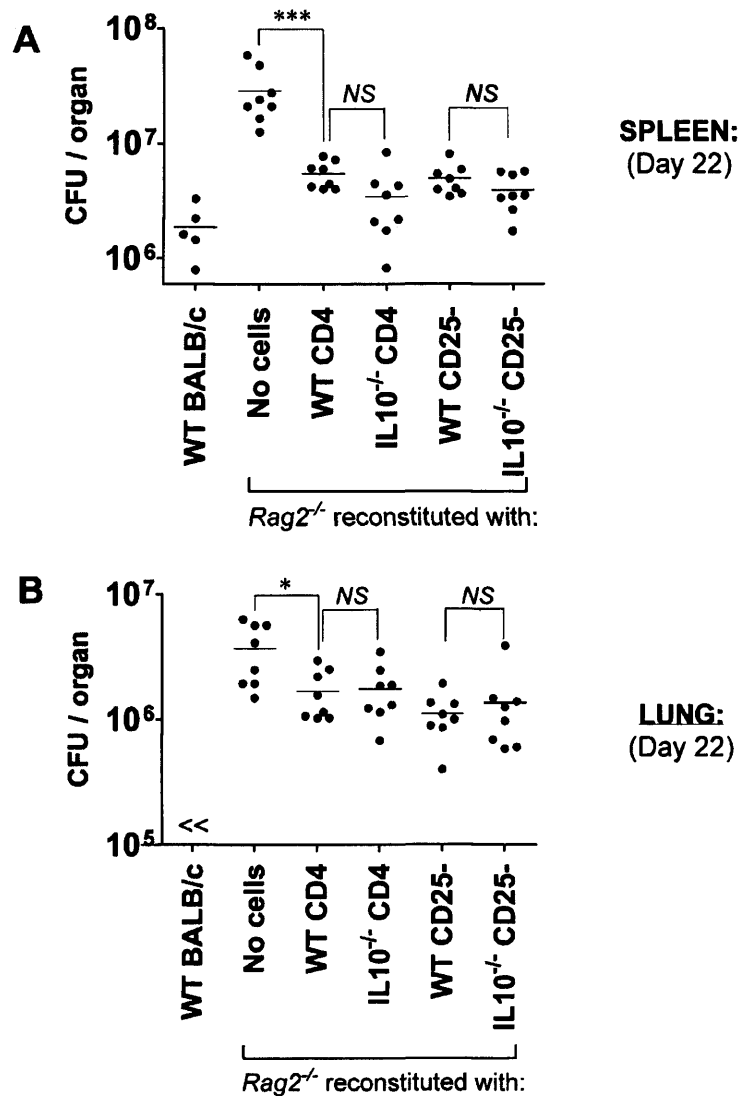 A
CFU / organ
10⁸
10⁷
10⁶
***
NS
NS
SPLEEN:
(Day 22)
WT BALB/c
No cells
WT CD4
IL10⁻/⁻ CD4
WT CD25-
IL10⁻/⁻ CD25-
Rag2⁻/⁻ reconstituted with:
B
CFU / organ
10⁷
10⁶
10⁵
*
NS
NS
<<
LUNG:
(Day 22)
WT BALB/c
No cells
WT CD4
IL10⁻/⁻ CD4
WT CD25-
IL10⁻/⁻ CD25-
Rag2⁻/⁻ reconstituted with: